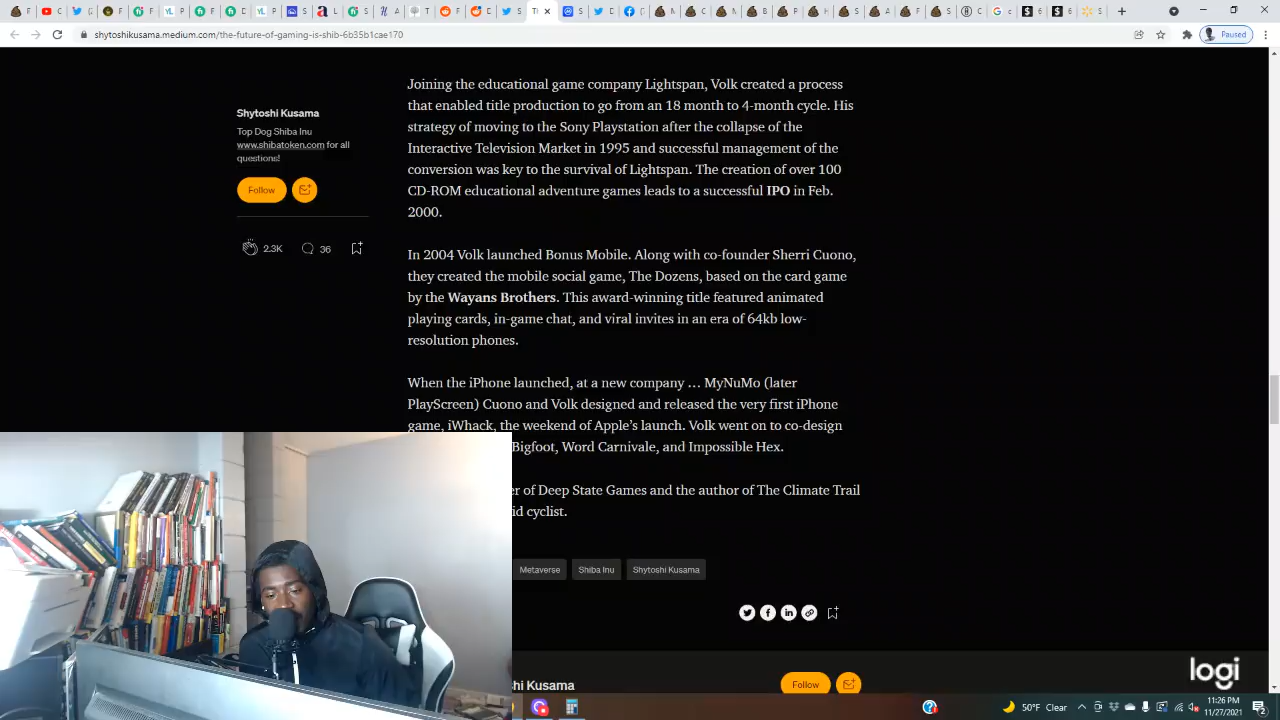 shytoshikusama.medium.com/the-future-of-gaming-is-shib-6b35b1cae170
Paused
Shytoshi Kusama
Top Dog Shiba Inu
www.shibatoken.com for all
questions!
Follow
2.3K
36
Joining the educational game company Lightspan, Volk created a process
that enabled title production to go from an 18 month to 4-month cycle. His
strategy of moving to the Sony Playstation after the collapse of the
Interactive Television Market in 1995 and successful management of the
conversion was key to the survival of Lightspan. The creation of over 100
CD-ROM educational adventure games leads to a successful IPO in Feb.
2000.
In 2004 Volk launched Bonus Mobile. Along with co-founder Sherri Cuono,
they created the mobile social game, The Dozens, based on the card game
by the Wayans Brothers. This award-winning title featured animated
playing cards, in-game chat, and viral invites in an era of 64kb low-
resolution phones.
When the iPhone launched, at a new company … MyNuMo (later
PlayScreen) Cuono and Volk designed and released the very first iPhone
game, iWhack, the weekend of Apple's launch. Volk went on to co-design
Bigfoot, Word Carnivale, and Impossible Hex.
er of Deep State Games and the author of The Climate Trail
id cyclist.
Metaverse
Shiba Inu
Shytoshi Kusama
hi Kusama
Follow
logi
50°F Clear
11:26 PM
11/27/2021